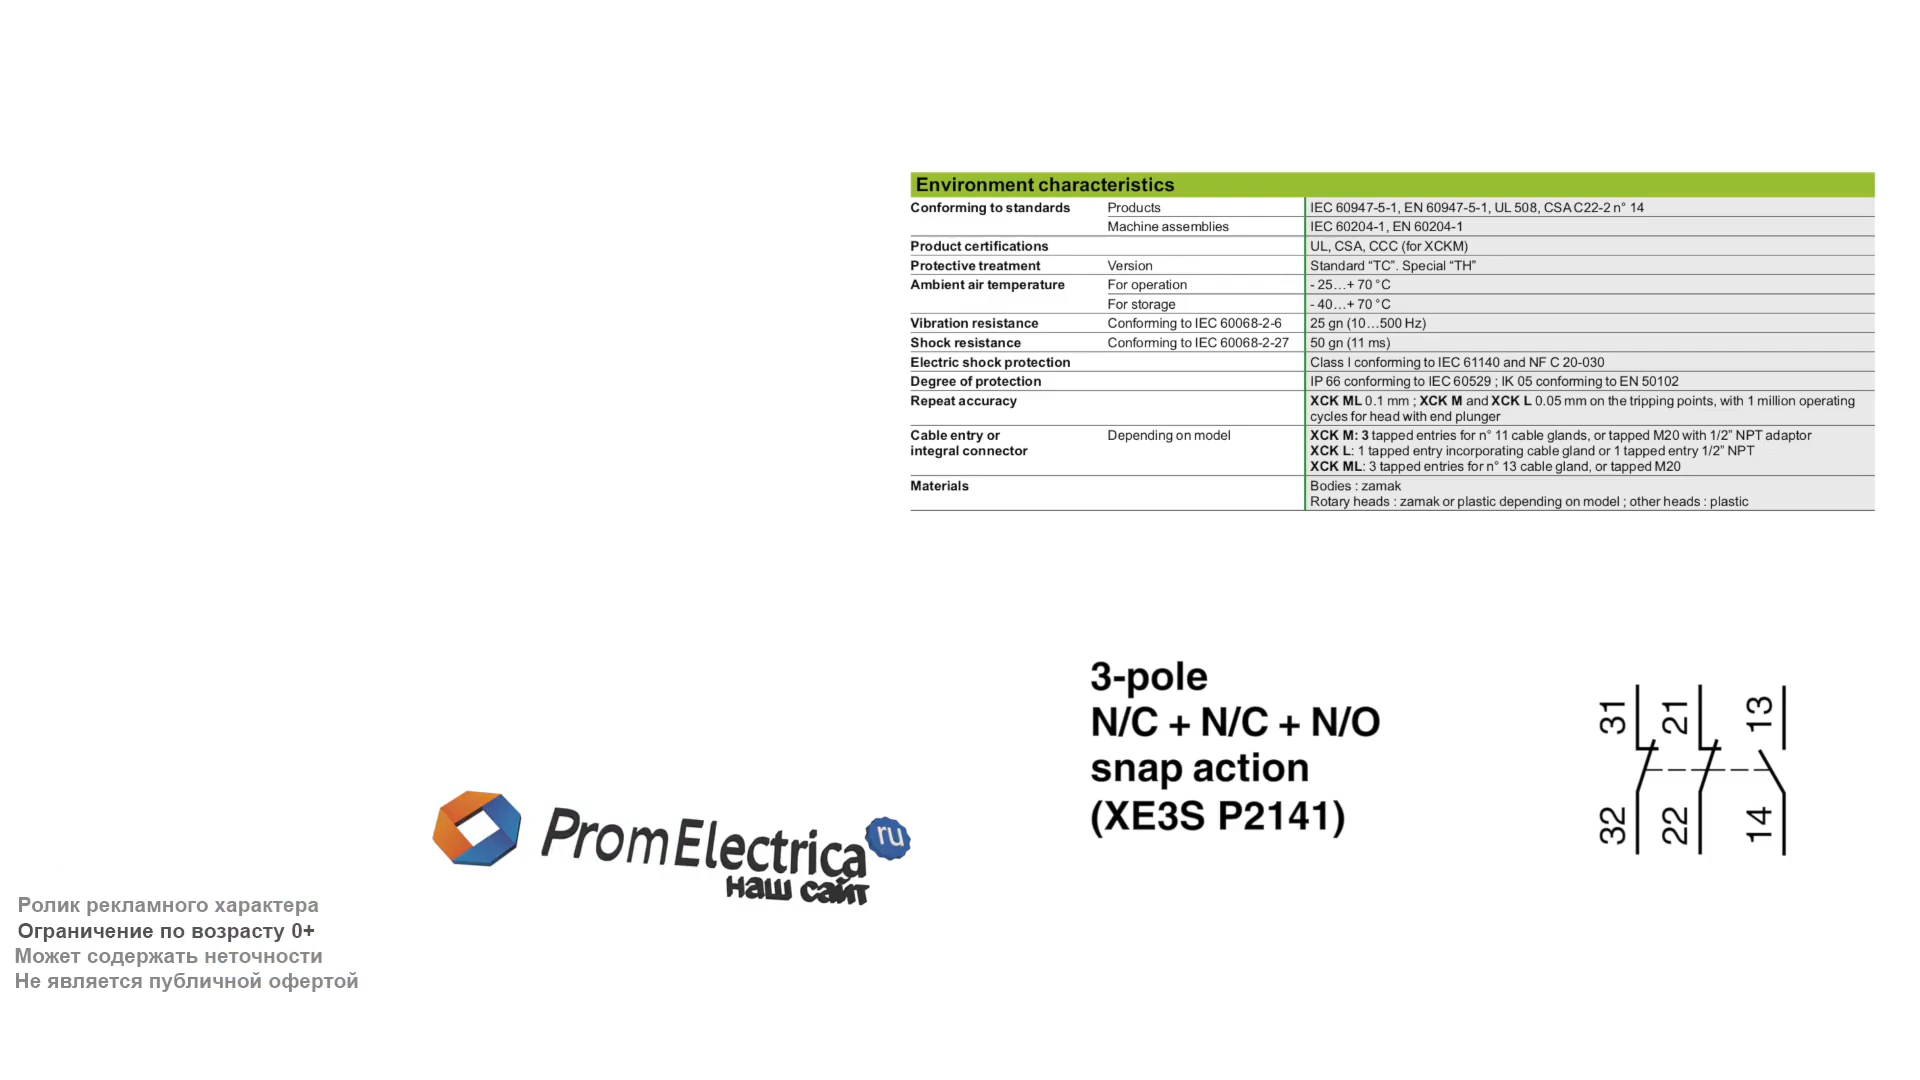 Environment characteristics
Conforming to standards Products IEC 60947-5-1, EN 60947-5-1, UL 508, CSA C22-2 n° 14
Machine assemblies IEC 60204-1, EN 60204-1
Product certifications UL, CSA, CCC (for XCKM)
Protective treatment Version Standard “TC”. Special “TH”
Ambient air temperature For operation - 25…+ 70 °C
For storage - 40…+ 70 °C
Vibration resistance Conforming to IEC 60068-2-6 25 gn (10…500 Hz)
Shock resistance Conforming to IEC 60068-2-27 50 gn (11 ms)
Electric shock protection Class I conforming to IEC 61140 and NF C 20-030
Degree of protection IP 66 conforming to IEC 60529 ; IK 05 conforming to EN 50102
Repeat accuracy XCK ML 0.1 mm ; XCK M and XCK L 0.05 mm on the tripping points, with 1 million operating
cycles for head with end plunger
Cable entry or Depending on model XCK M: 3 tapped entries for n° 11 cable glands, or tapped M20 with 1/2” NPT adaptor
integral connector XCK L: 1 tapped entry incorporating cable gland or 1 tapped entry 1/2” NPT
XCK ML: 3 tapped entries for n° 13 cable gland, or tapped M20
Materials Bodies : zamak
Rotary heads : zamak or plastic depending on model ; other heads : plastic
3-pole
N/C + N/C + N/O
snap action
(XE3S P2141)
31 21 13
32 22 14
PromElectrica ru
наш сайт
Ролик рекламного характера
Ограничение по возрасту 0+
Может содержать неточности
Не является публичной офертой